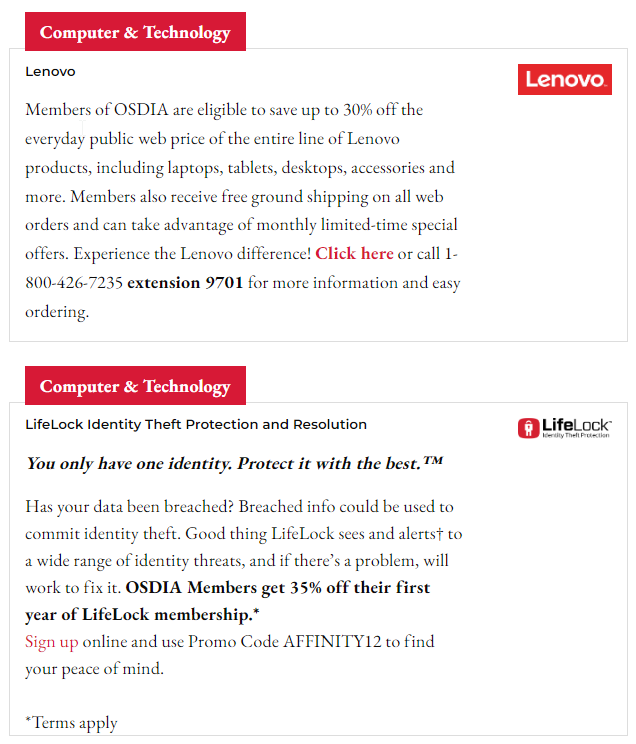 Computer & Technology
Lenovo
Lenovo
Members of OSDIA are eligible to save up to 30% off the
everyday public web price of the entire line of Lenovo
products, including laptops, tablets, desktops, accessories and
more. Members also receive free ground shipping on all web
orders and can take advantage of monthly limited-time special
offers. Experience the Lenovo difference! Click here or call 1-
800-426-7235 extension 9701 for more information and easy
ordering.
Computer & Technology
LifeLock Identity Theft Protection and Resolution
LifeLock™
Identity Theft Protection
You only have one identity. Protect it with the best.™
Has your data been breached? Breached info could be used to
commit identity theft. Good thing LifeLock sees and alerts† to
a wide range of identity threats, and if there's a problem, will
work to fix it. OSDIA Members get 35% off their first
year of LifeLock membership.*
Sign up online and use Promo Code AFFINITY12 to find
your peace of mind.
*Terms apply